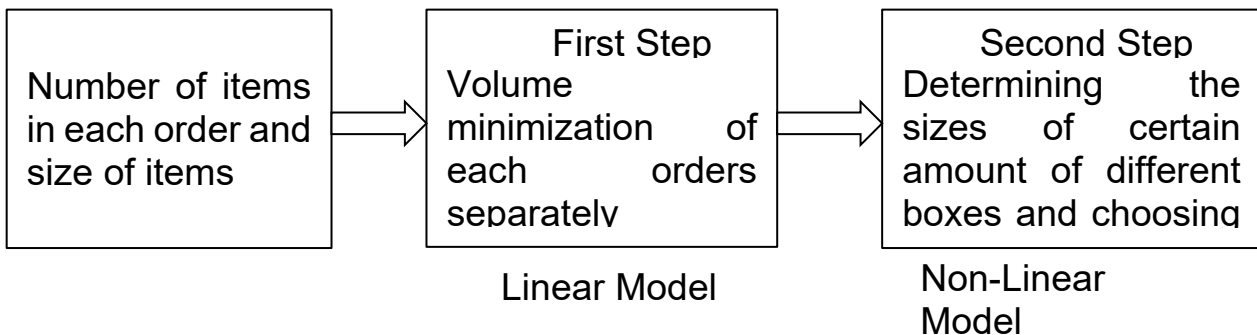 Number of items
in each order and
size of items
First Step
Volume
minimization of
each orders
separately
Linear Model
Second Step
Determining the
sizes of certain
amount of different
boxes and choosing
Non-Linear
Model